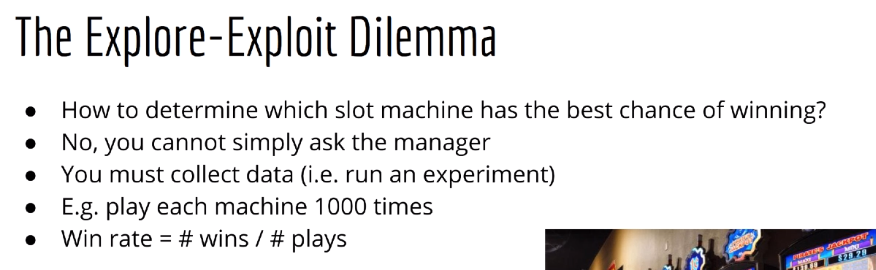 The Explore-Exploit Dilemma
● How to determine which slot machine has the best chance of winning?
● No, you cannot simply ask the manager
● You must collect data (i.e. run an experiment)
● E.g. play each machine 1000 times
● Win rate = # wins / # plays
JACKPOT